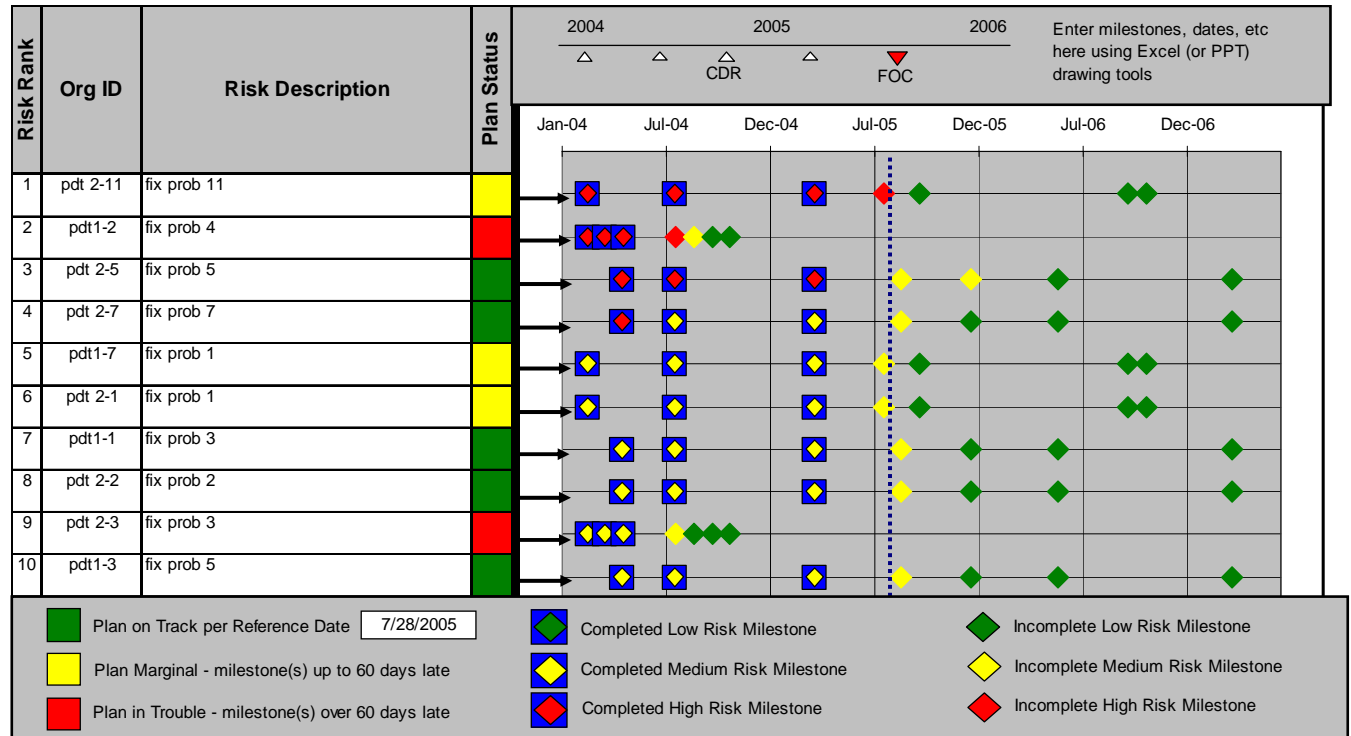 Risk Rank
Org ID
Risk Description
Plan Status
2004 2005 2006
CDR
FOC
Enter milestones, dates, etc
here using Excel (or PPT)
drawing tools
Jan-04 Jul-04 Dec-04 Jul-05 Dec-05 Jul-06 Dec-06
1 pdt 2-11 fix prob 11
2 pdt1-2 fix prob 4
3 pdt 2-5 fix prob 5
4 pdt 2-7 fix prob 7
5 pdt1-7 fix prob 1
6 pdt 2-1 fix prob 1
7 pdt1-1 fix prob 3
8 pdt 2-2 fix prob 2
9 pdt 2-3 fix prob 3
10 pdt1-3 fix prob 5
Plan on Track per Reference Date 7/28/2005
Plan Marginal - milestone(s) up to 60 days late
Plan in Trouble - milestone(s) over 60 days late
Completed Low Risk Milestone
Completed Medium Risk Milestone
Completed High Risk Milestone
Incomplete Low Risk Milestone
Incomplete Medium Risk Milestone
Incomplete High Risk Milestone